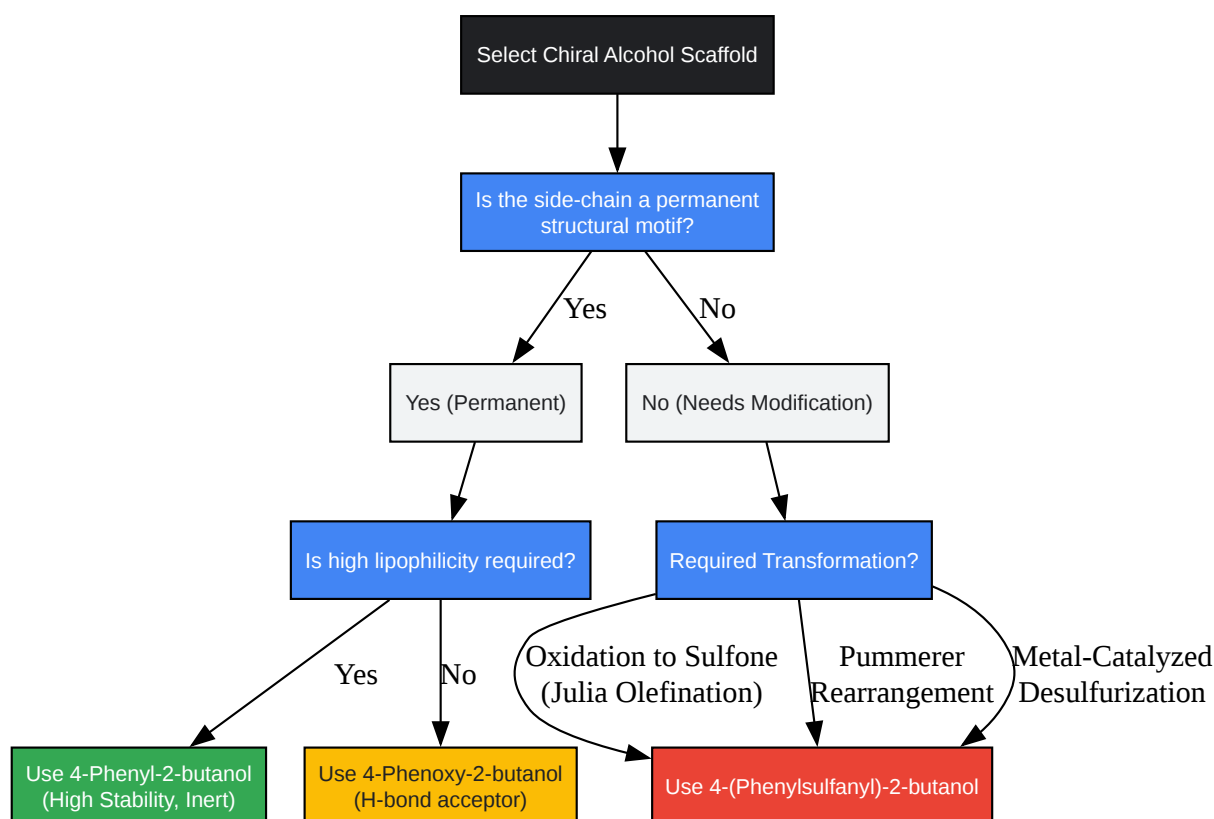 Select Chiral Alcohol Scaffold
Is the side-chain a permanent
structural motif?
Yes
No
Yes (Permanent)
No (Needs Modification)
Is high lipophilicity required?
Required Transformation?
Yes
No
Oxidation to Sulfone
(Julia Olefination)
Pummerer
Rearrangement
Metal-Catalyzed
Desulfurization
Use 4-Phenyl-2-butanol
(High Stability, Inert)
Use 4-Phenoxy-2-butanol
(H-bond acceptor)
Use 4-(Phenylsulfanyl)-2-butanol